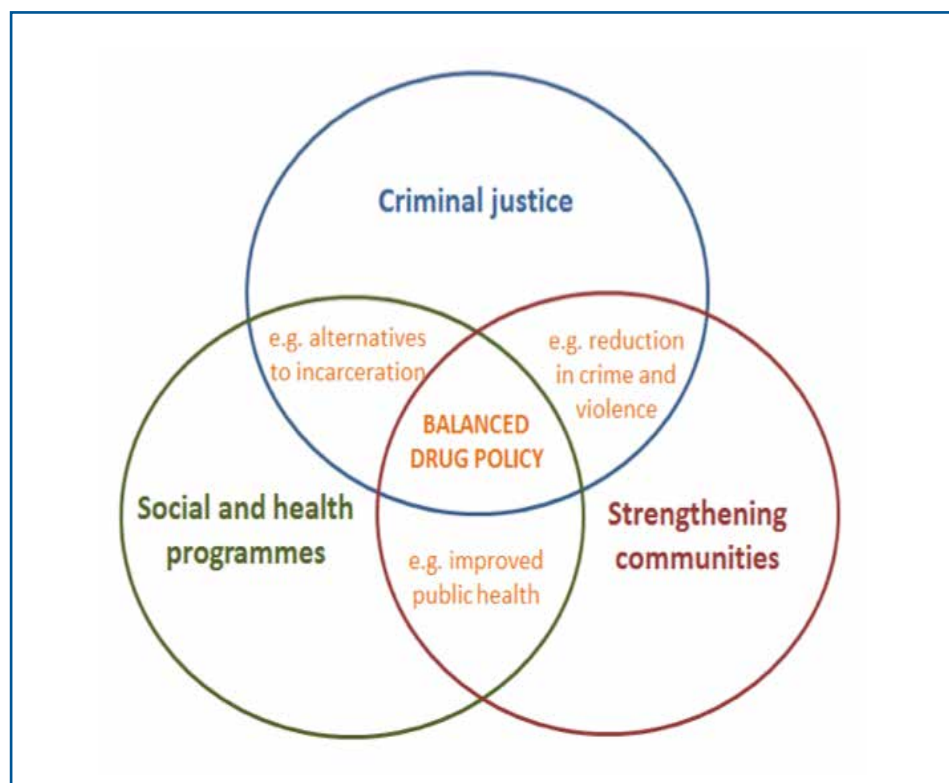 Criminal justice
e.g. alternatives
to incarceration
e.g. reduction
in crime and
violence
BALANCED
DRUG POLICY
Social and health
programmes
Strengthening
communities
e.g. improved
public health